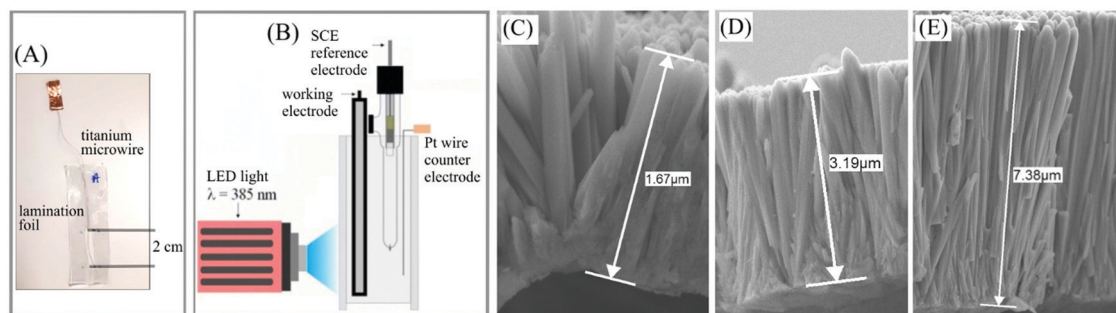 (A)
titanium
microwire
lamination
foil
2 cm
(B)
SCE
reference
electrode
working
electrode
Pt wire
counter
electrode
LED light
λ = 385 nm
(C)
1.67µm
(D)
3.19µm
(E)
7.38µm